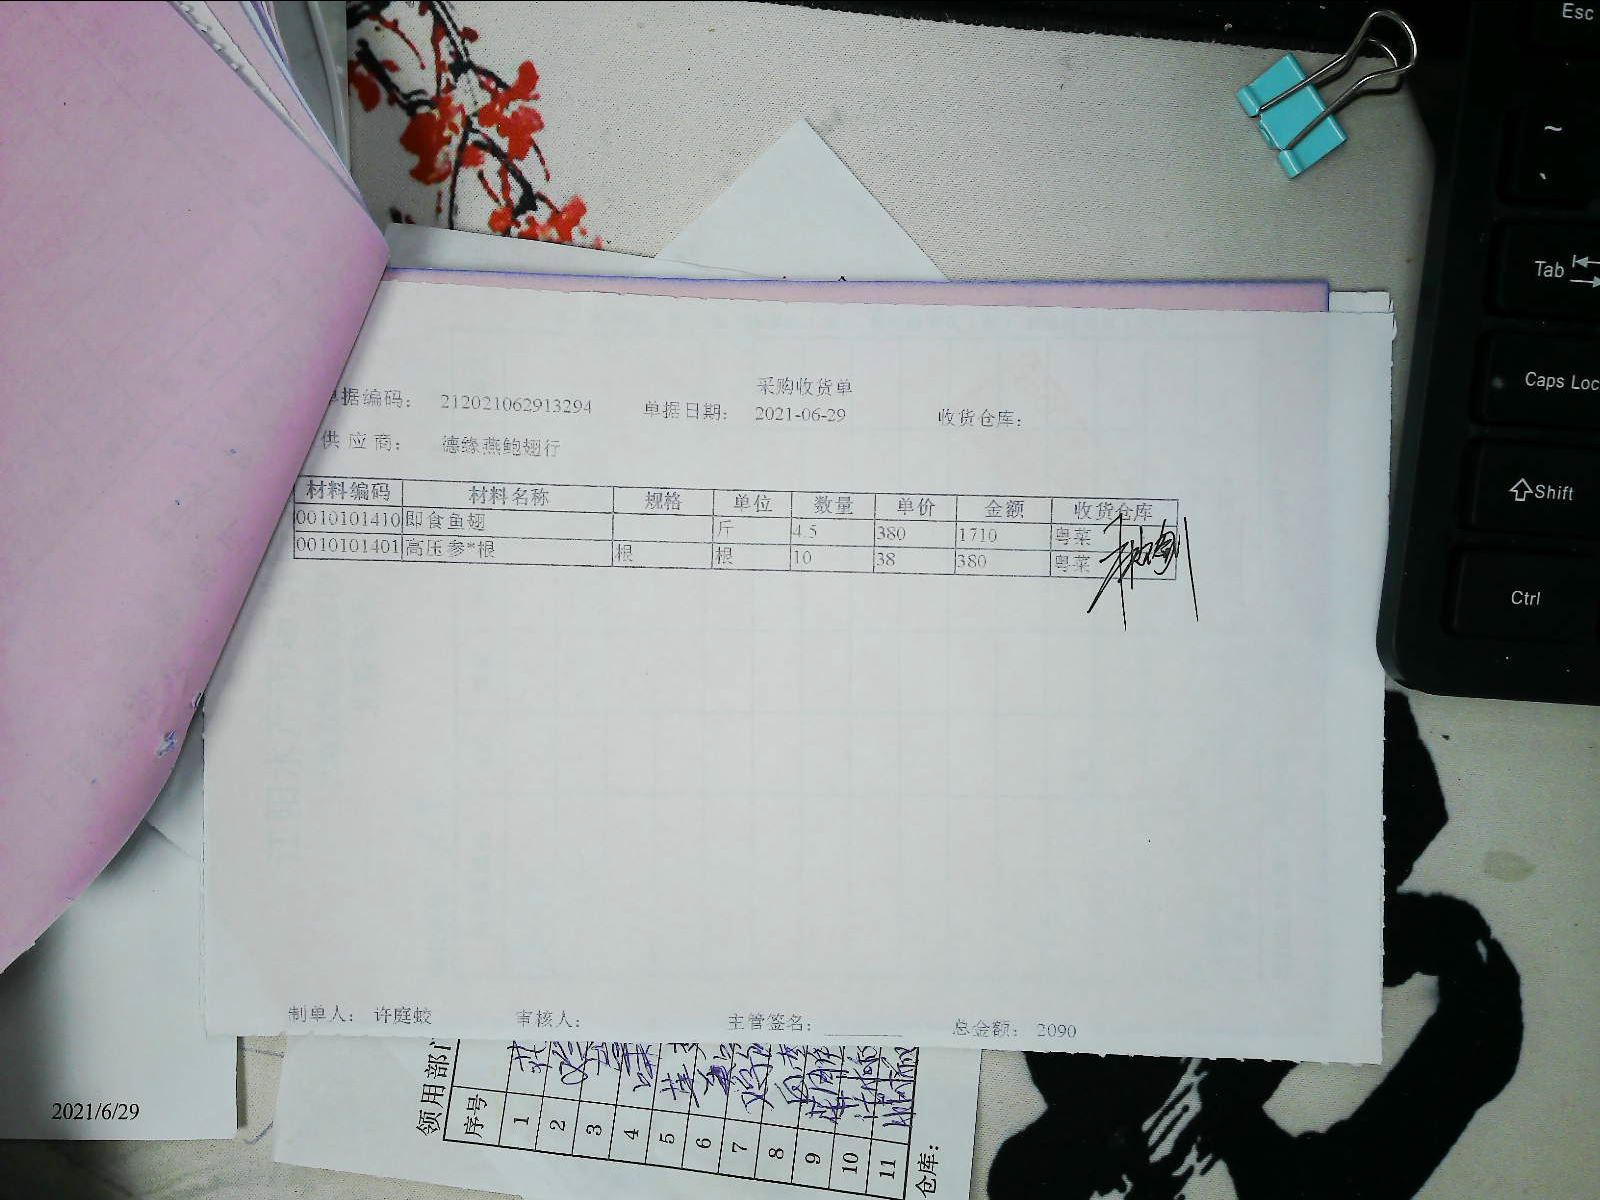 采购收货单
单据编码： 212021062913294 单据日期： 2021-06-29 收货仓库：
供应商： 德缘燕鲍翅行
材料编码 材料名称 规格 单位 数量 单价 金额 收货仓库
0010101410 即食鱼翅 斤 4.5 380 1710 粤菜
0010101401 高压参*根 根 根 10 38 380 粤菜
制单人： 许庭蛟 审核人： 主管签名： 总金额： 2090
2021/6/29
领用部门
序号 1 2 3 4 5 6 7 8 9 10 11
仓库：
Esc
~
Tab
Caps Loc
Shift
Ctrl